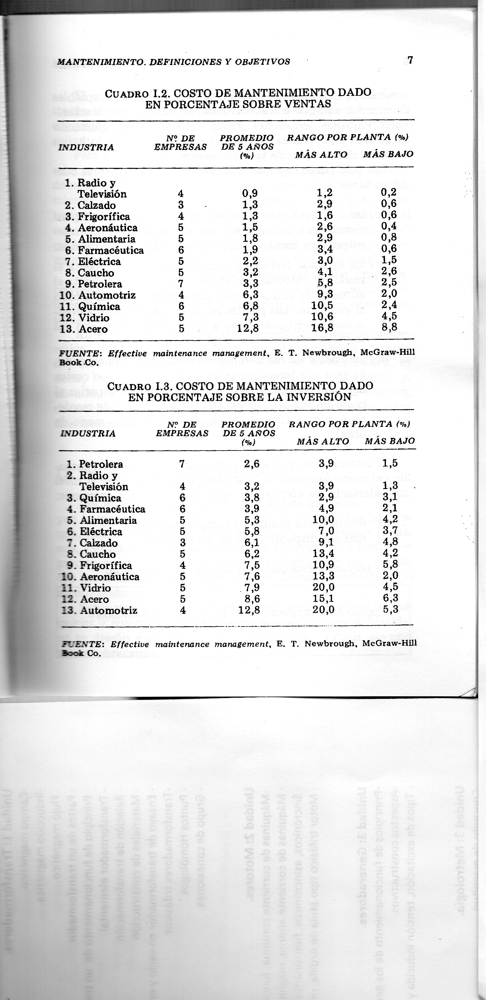 MANTENIMIENTO. DEFINICIONES Y OBJETIVOS 7
CUADRO I.2. COSTO DE MANTENIMIENTO DADO
EN PORCENTAJE SOBRE VENTAS
INDUSTRIA Nº DE EMPRESAS PROMEDIO DE 5 AÑOS (%) RANGO POR PLANTA (%) MÁS ALTO MÁS BAJO
1. Radio y
Televisión 4 0,9 1,2 0,2
2. Calzado 3 1,3 2,9 0,6
3. Frigorífica 4 1,3 1,6 0,6
4. Aeronáutica 5 1,5 2,6 0,4
5. Alimentaria 5 1,8 2,9 0,8
6. Farmacéutica 6 1,9 3,4 0,6
7. Eléctrica 5 2,2 3,0 1,5
8. Caucho 5 3,2 4,1 2,6
9. Petrolera 7 3,3 5,8 2,5
10. Automotriz 4 6,3 9,3 2,0
11. Química 6 6,8 10,5 2,4
12. Vidrio 5 7,3 10,6 4,5
13. Acero 5 12,8 16,8 8,8
FUENTE: Effective maintenance management, E. T. Newbrough, McGraw-Hill
Book Co.
CUADRO I.3. COSTO DE MANTENIMIENTO DADO
EN PORCENTAJE SOBRE LA INVERSIÓN
INDUSTRIA Nº DE EMPRESAS PROMEDIO DE 5 AÑOS (%) RANGO POR PLANTA (%) MÁS ALTO MÁS BAJO
1. Petrolera 7 2,6 3,9 1,5
2. Radio y
Televisión 4 3,2 3,9 1,3
3. Química 6 3,8 2,9 3,1
4. Farmacéutica 6 3,9 4,9 2,1
5. Alimentaria 5 5,3 10,0 4,2
6. Eléctrica 5 5,8 7,0 3,7
7. Calzado 3 6,1 9,1 4,8
8. Caucho 5 6,2 13,4 4,2
9. Frigorífica 4 7,5 10,9 5,8
10. Aeronáutica 5 7,6 13,3 2,0
11. Vidrio 5 7,9 20,0 4,5
12. Acero 5 8,6 15,1 6,3
13. Automotriz 4 12,8 20,0 5,3
FUENTE: Effective maintenance management, E. T. Newbrough, McGraw-Hill
Book Co.